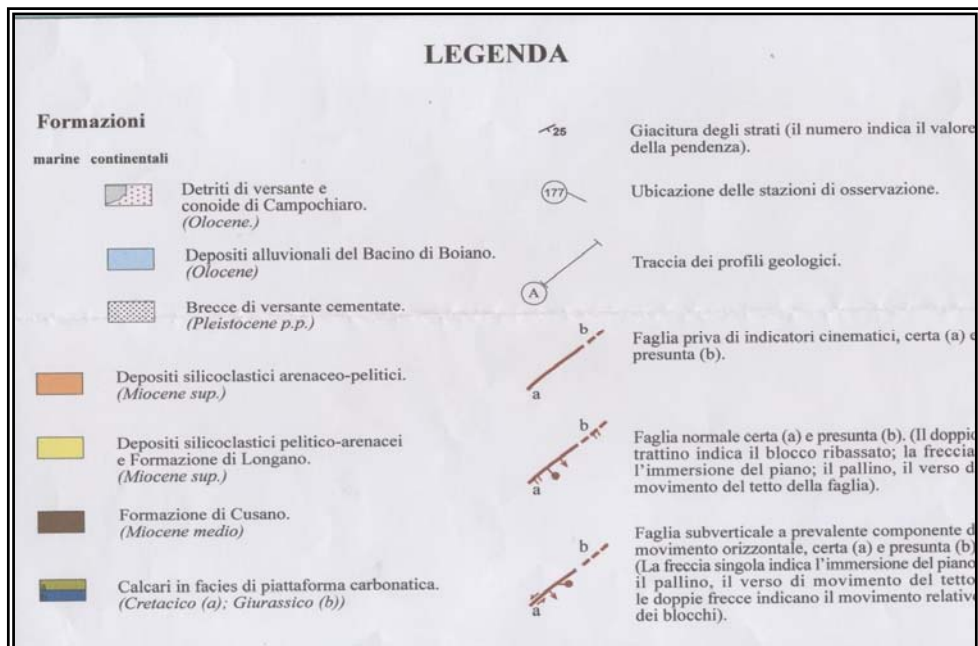 LEGENDA
Formazioni
marine continentali
Detriti di versante e
conoide di Campochiaro.
(Olocene.)
Depositi alluvionali del Bacino di Boiano.
(Olocene)
Brecce di versante cementate.
(Pleistocene p.p.)
Depositi silicoclastici arenaceo-pelitici.
(Miocene sup.)
Depositi silicoclastici pelitico-arenacei
e Formazione di Longano.
(Miocene sup.)
Formazione di Cusano.
(Miocene medio)
Calcari in facies di piattaforma carbonatica.
(Cretacico (a); Giurassico (b))
25
Giacitura degli strati (il numero indica il valore
della pendenza).
177
Ubicazione delle stazioni di osservazione.
A
Traccia dei profili geologici.
b
a
Faglia priva di indicatori cinematici, certa (a)
presunta (b).
b
a
Faglia normale certa (a) e presunta (b). (Il doppio
trattino indica il blocco ribassato; la freccia
l'immersione del piano; il pallino, il verso
movimento del tetto della faglia).
b
a
Faglia subverticale a prevalente componente
movimento orizzontale, certa (a) e presunta (b)
(La freccia singola indica l'immersione del piano
il pallino, il verso di movimento del tetto
le doppie frecce indicano il movimento relativo
dei blocchi).